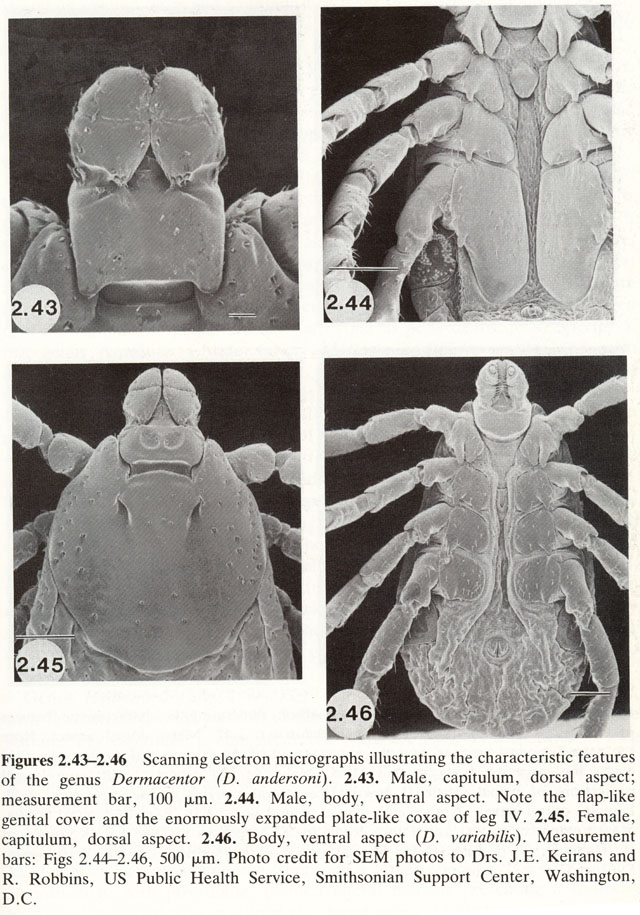 2.43
2.44
2.45
2.46
Figures 2.43–2.46 Scanning electron micrographs illustrating the characteristic features
of the genus Dermacentor (D. andersoni). 2.43. Male, capitulum, dorsal aspect;
measurement bar, 100 μm. 2.44. Male, body, ventral aspect. Note the flap-like
genital cover and the enormously expanded plate-like coxae of leg IV. 2.45. Female,
capitulum, dorsal aspect. 2.46. Body, ventral aspect (D. variabilis). Measurement
bars: Figs 2.44–2.46, 500 μm. Photo credit for SEM photos to Drs. J.E. Keirans and
R. Robbins, US Public Health Service, Smithsonian Support Center, Washington,
D.C.